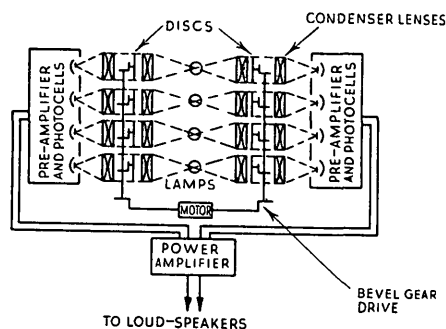 DISCS
CONDENSER LENSES
PRE-AMPLIFIER
AND PHOTOCELLS
PRE-AMPLIFIER
AND PHOTOCELLS
LAMPS
MOTOR
POWER
AMPLIFIER
BEVEL GEAR
DRIVE
TO LOUD-SPEAKERS